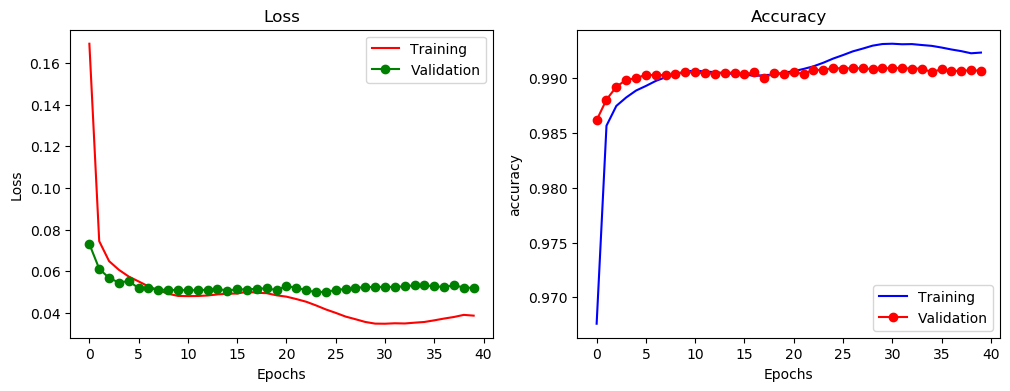 Loss
Loss
0.16
0.14
0.12
0.10
0.08
0.06
0.04
0 5 10 15 20 25 30 35 40
Epochs
Training
Validation
Accuracy
accuracy
0.990
0.985
0.980
0.975
0.970
0 5 10 15 20 25 30 35 40
Epochs
Training
Validation